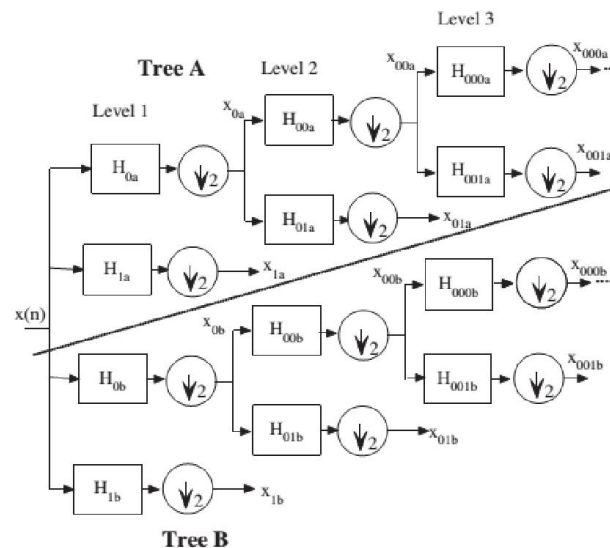 Level 3
Tree A
Level 2
Level 1
x00a
H000a
↓2
x000a
x0a
H00a
↓2
H0a
↓2
H001a
↓2
x001a
H01a
↓2
x01a
H1a
↓2
x1a
x(n)
x00b
H000b
↓2
x000b
x0b
H00b
↓2
H0b
↓2
H001b
↓2
x001b
H01b
↓2
x01b
H1b
↓2
x1b
Tree B